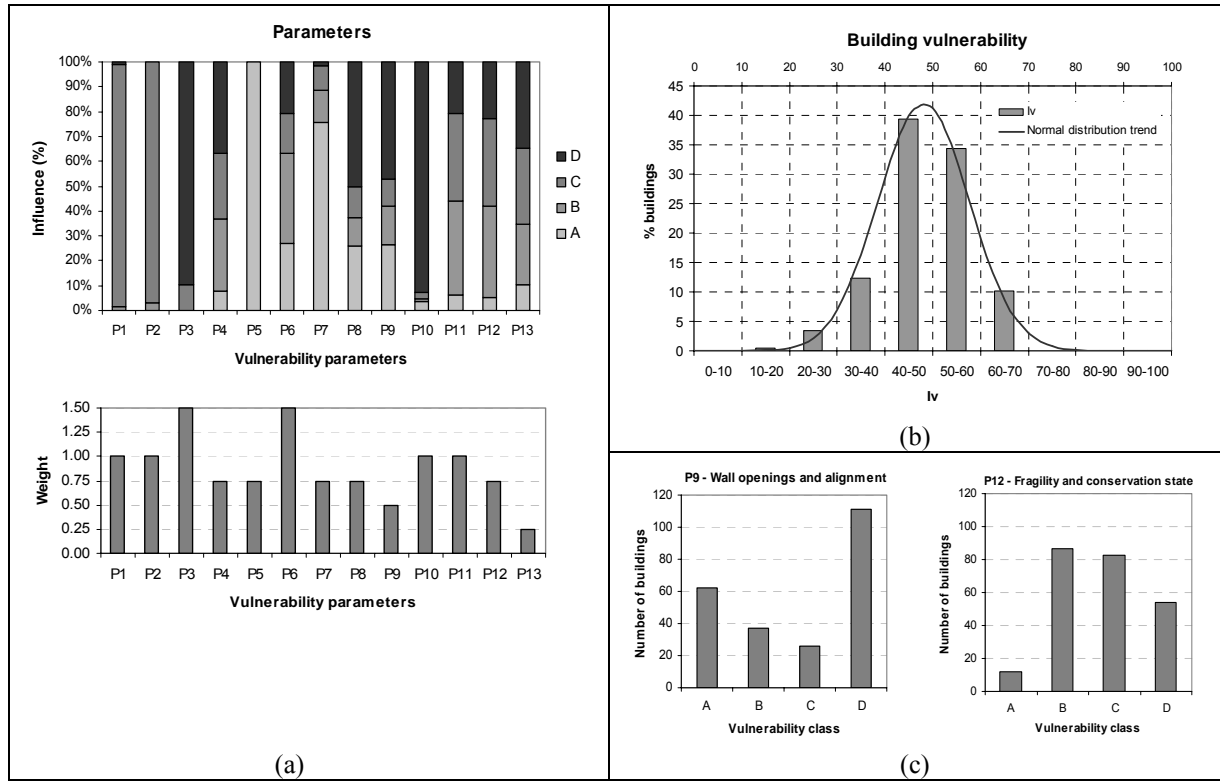 Parameters
100%
90%
80%
70%
60%
50%
40%
30%
20%
10%
0%
Influence (%)
D
C
B
A
P1 P2 P3 P4 P5 P6 P7 P8 P9 P10 P11 P12 P13
Vulnerability parameters
1.50
1.25
1.00
0.75
0.50
0.25
0.00
Weight
P1 P2 P3 P4 P5 P6 P7 P8 P9 P10 P11 P12 P13
Vulnerability parameters
(a)
Building vulnerability
0 10 20 30 40 50 60 70 80 90 100
45
40
35
30
25
20
15
10
5
0
% buildings
Iv
Normal distribution trend
0-10 10-20 20-30 30-40 40-50 50-60 60-70 70-80 80-90 90-100
Iv
(b)
P9 - Wall openings and alignment
120
100
80
60
40
20
0
Number of buildings
A B C D
Vulnerability class
P12 - Fragility and conservation state
120
100
80
60
40
20
0
Number of buildings
A B C D
Vulnerability class
(c)